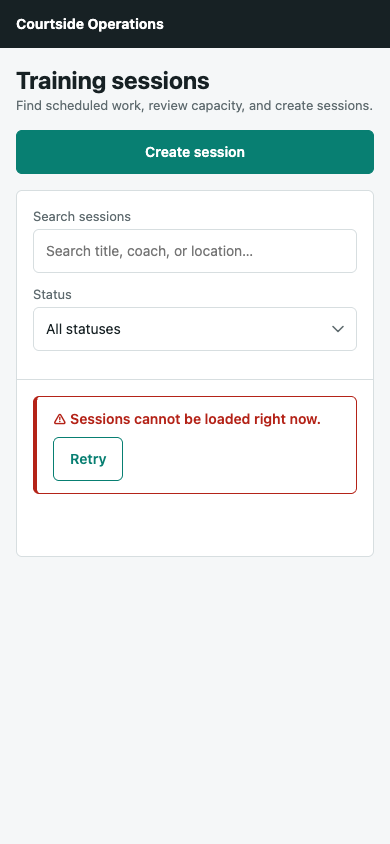 Courtside Operations
Training sessions
Find scheduled work, review capacity, and create sessions.
Create session
Search sessions
Search title, coach, or location...
Status
All statuses
Sessions cannot be loaded right now.
Retry